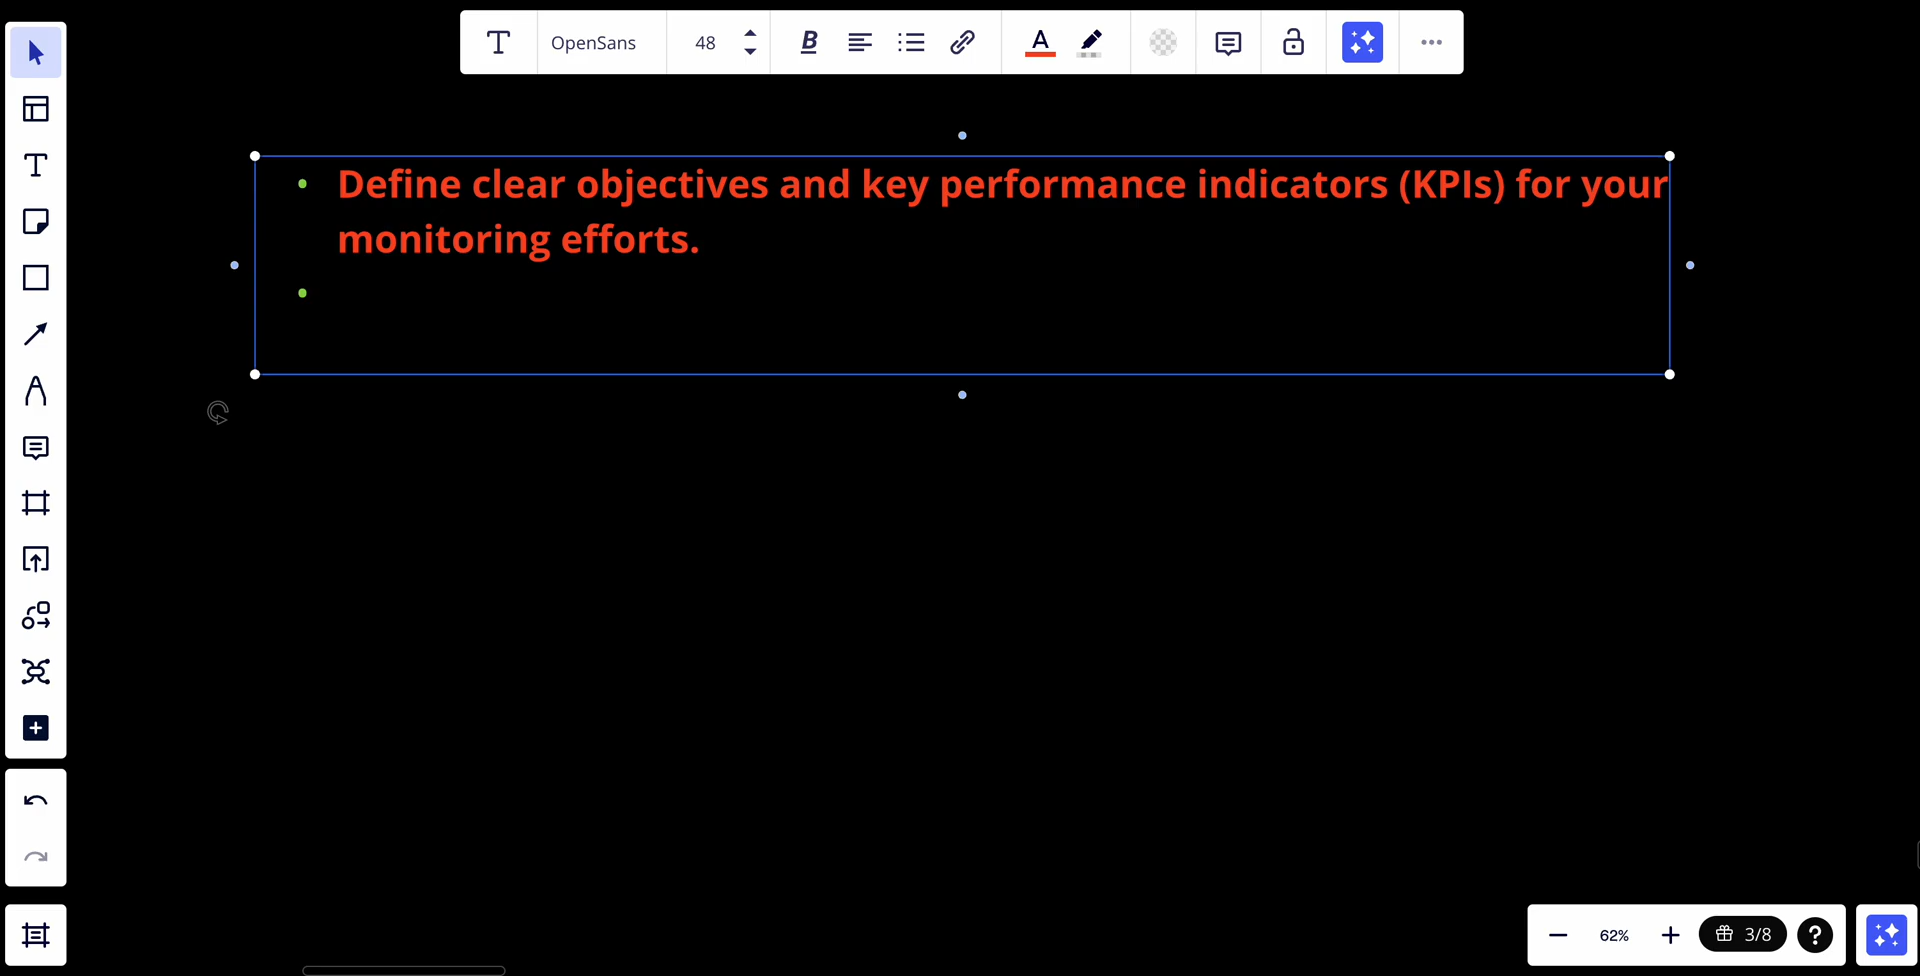 OpenSans 48 B A
• Define clear objectives and key performance indicators (KPIs) for your
monitoring efforts.
•
62% 3/8 ?